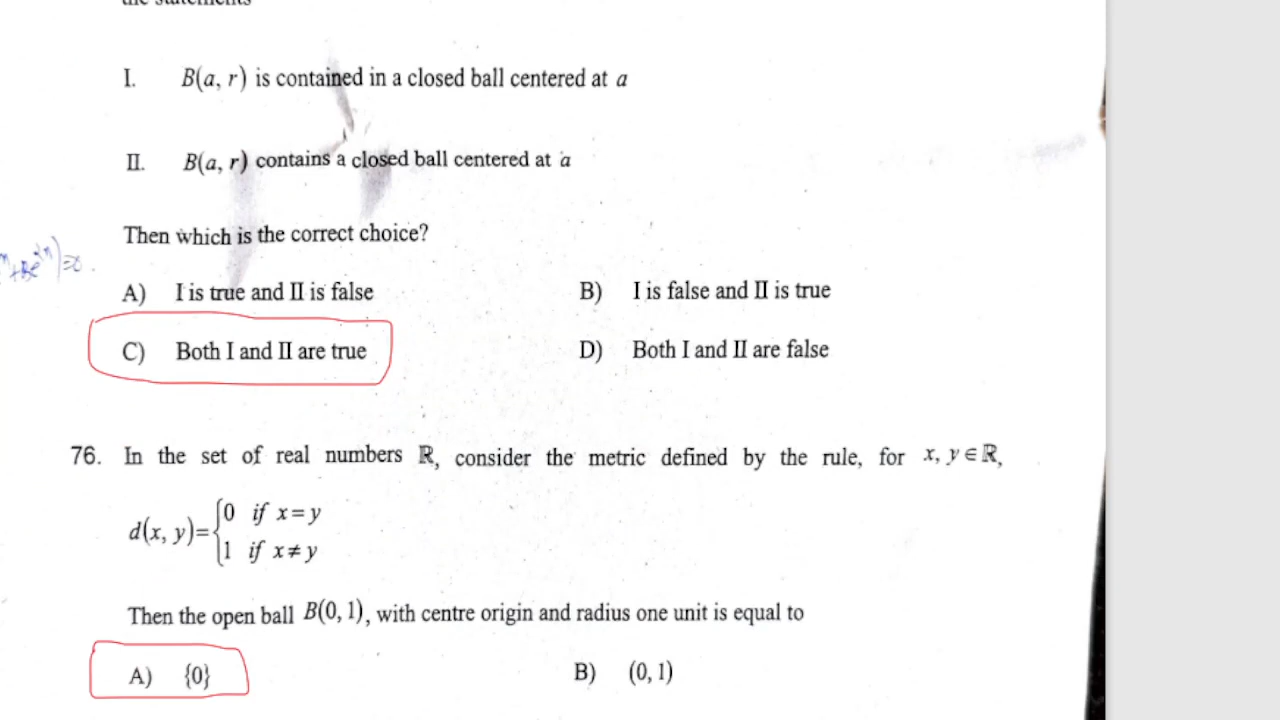 the statements
I. B(a, r) is contained in a closed ball centered at a
II. B(a, r) contains a closed ball centered at a
Then which is the correct choice?
A) I is true and II is false B) I is false and II is true
C) Both I and II are true D) Both I and II are false
76. In the set of real numbers ℝ, consider the metric defined by the rule, for x, y ∈ ℝ,
d(x, y)= {0 if x = y
1 if x ≠ y
Then the open ball B(0, 1), with centre origin and radius one unit is equal to
A) {0} B) (0, 1)